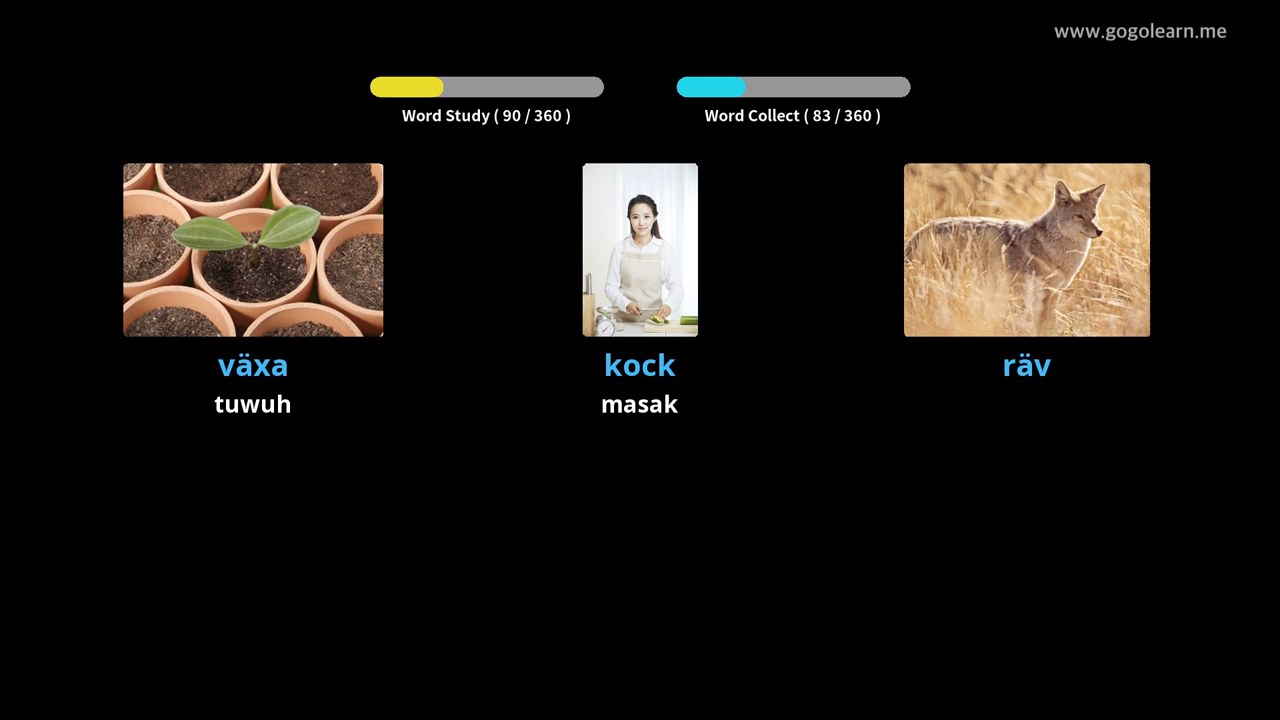 www.gogolearn.me
Word Study ( 90 / 360 )
Word Collect ( 83 / 360 )
växa
kock
räv
tuwuh
masak